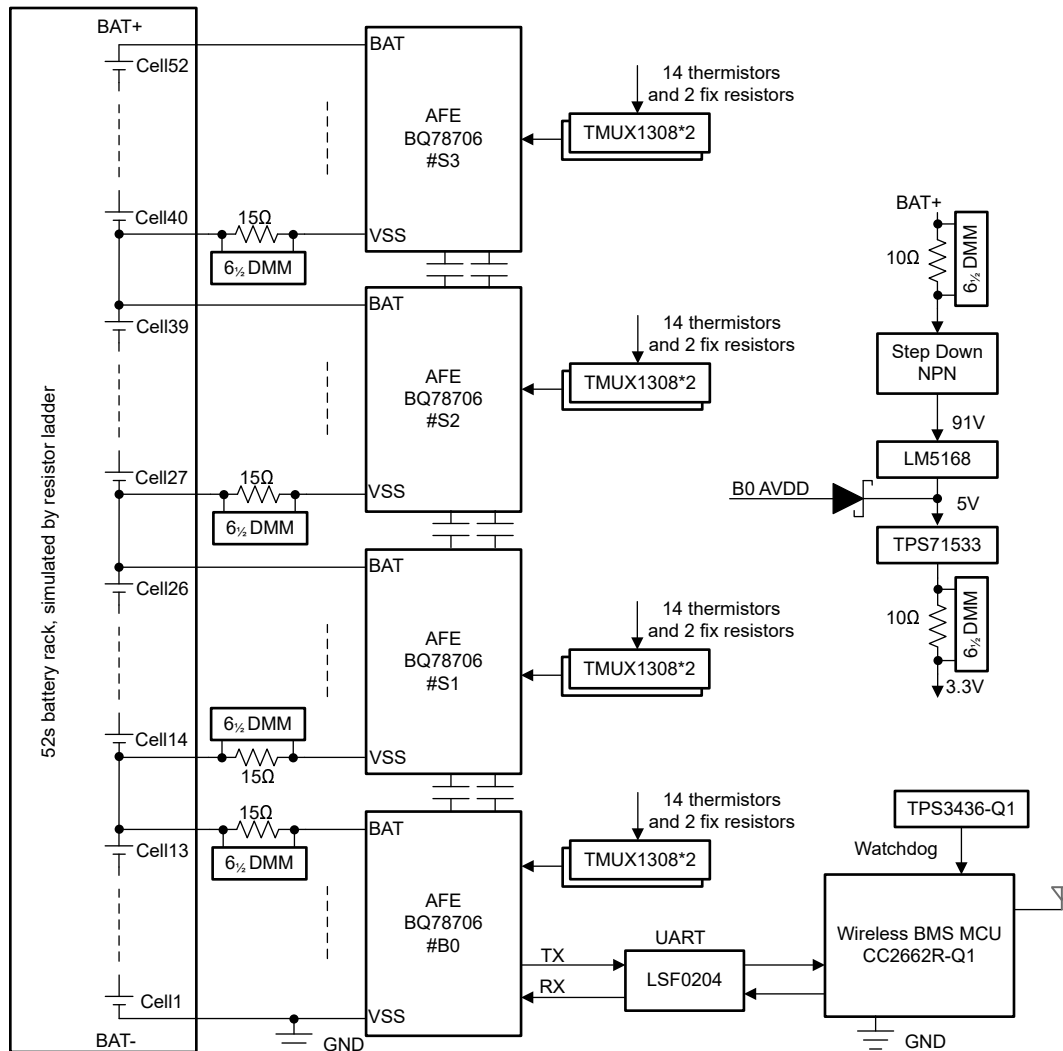 BAT+
Cell52
Cell40
15Ω
6½ DMM
BAT
AFE
BQ78706
#S3
VSS
14 thermistors
and 2 fix resistors
TMUX1308*2
Cell39
Cell27
15Ω
6½ DMM
BAT
AFE
BQ78706
#S2
VSS
14 thermistors
and 2 fix resistors
TMUX1308*2
52s battery rack, simulated by resistor ladder
Cell26
Cell14
6½ DMM
15Ω
BAT
AFE
BQ78706
#S1
VSS
14 thermistors
and 2 fix resistors
TMUX1308*2
15Ω
6½ DMM
Cell13
Cell1
BAT-
BAT
AFE
BQ78706
#B0
VSS
GND
14 thermistors
and 2 fix resistors
TMUX1308*2
TX
RX
UART
LSF0204
TPS3436-Q1
Watchdog
Wireless BMS MCU
CC2662R-Q1
GND
BAT+
10Ω
6½ DMM
Step Down
NPN
91V
LM5168
B0 AVDD
5V
TPS71533
10Ω
6½ DMM
3.3V